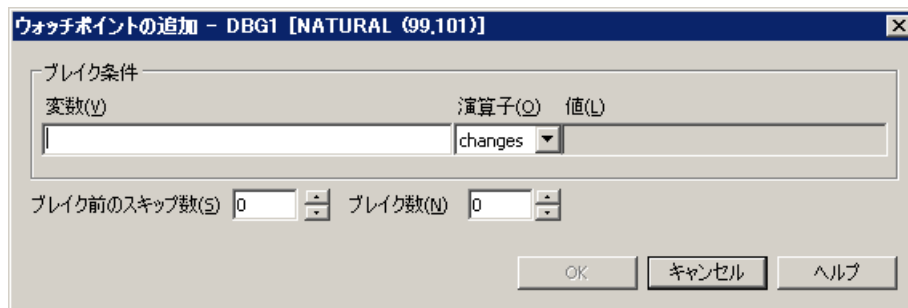 ウォッチポイントの追加 - DBG1 [NATURAL (99,101)]
ブレイク条件
変数(V) 演算子(O) 値(L)
changes
ブレイク前のスキップ数(S) 0 ブレイク数(N) 0
OK キャンセル ヘルプ